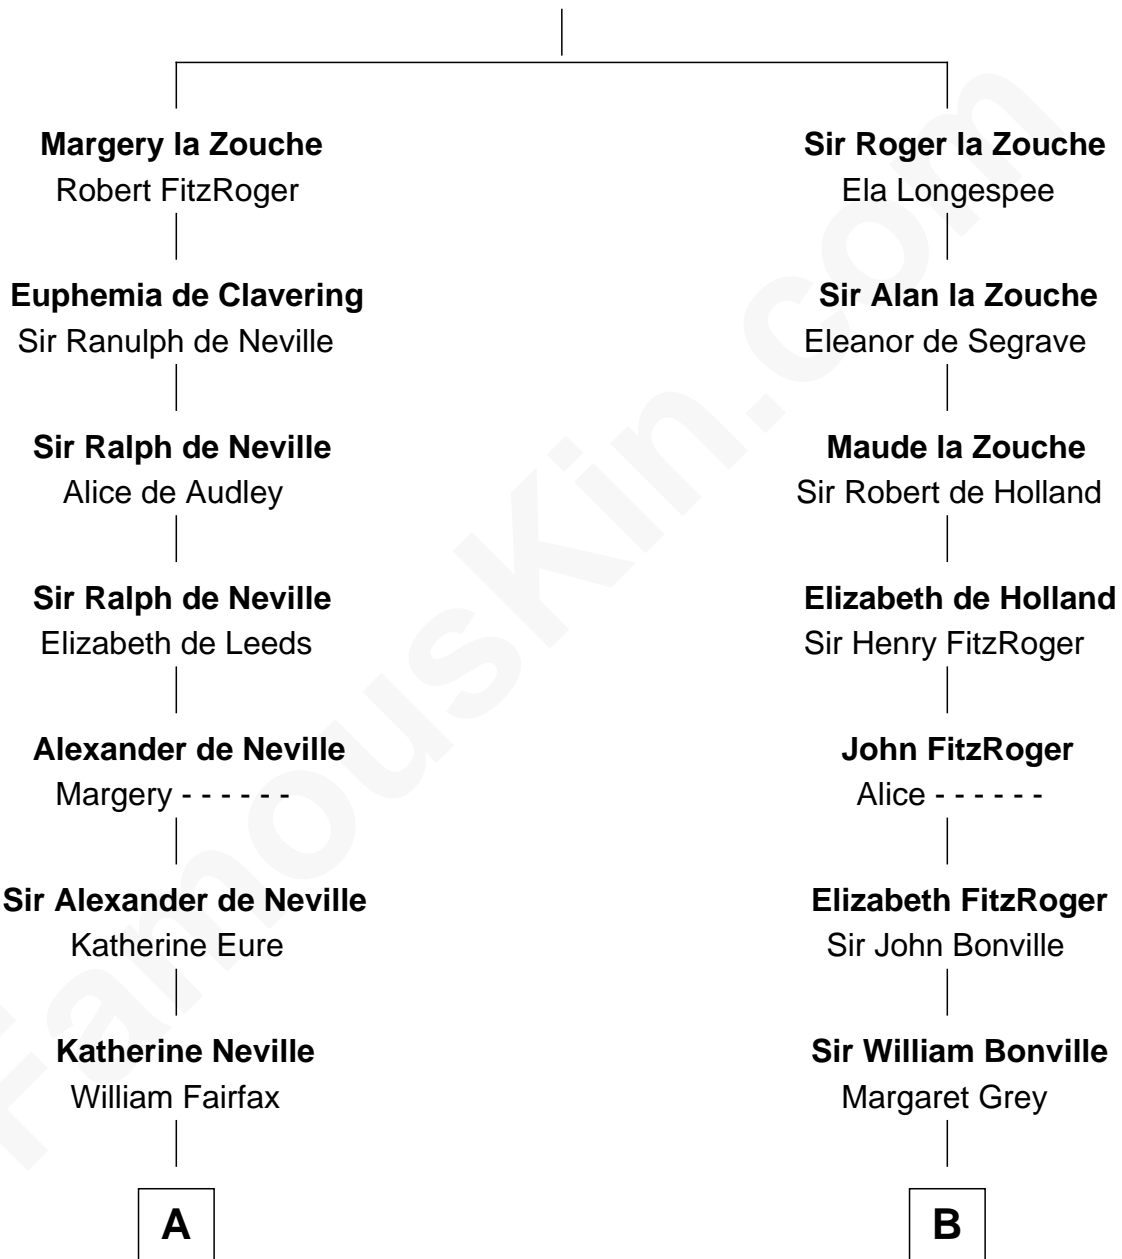 Margery la Zouche
Robert FitzRoger
Euphemia de Clavering
Sir Ranulph de Neville
Sir Ralph de Neville
Alice de Audley
Sir Ralph de Neville
Elizabeth de Leeds
Alexander de Neville
Margery - - - - - -
Sir Alexander de Neville
Katherine Eure
Katherine Neville
William Fairfax
A
Sir Roger la Zouche
Ela Longespee
Sir Alan la Zouche
Eleanor de Segrave
Maude la Zouche
Sir Robert de Holland
Elizabeth de Holland
Sir Henry FitzRoger
John FitzRoger
Alice - - - - - -
Elizabeth FitzRoger
Sir John Bonville
Sir William Bonville
Margaret Grey
B
FamousKin.com